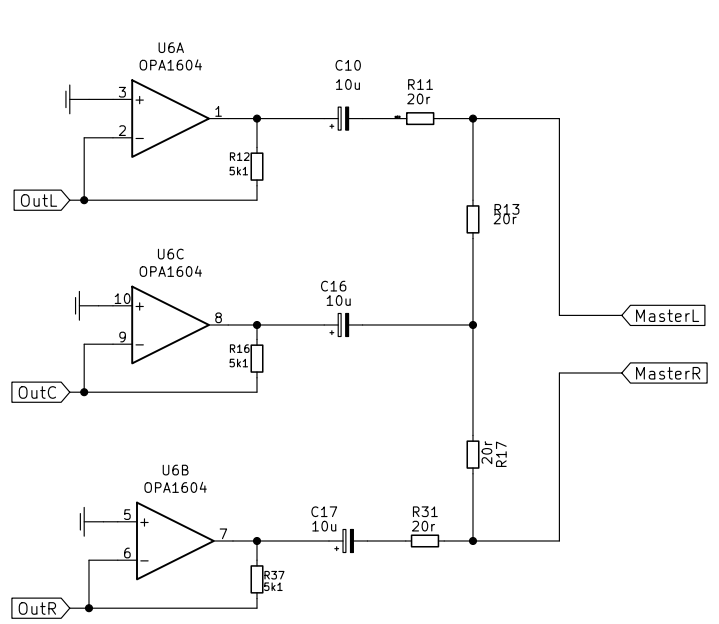 U6A
OPA1604
3
+
2
−
1
C10
10u
+
R11
20r
R12
5k1
OutL
R13
20r
U6C
OPA1604
10
+
9
−
8
C16
10u
+
R16
5k1
OutC
MasterL
MasterR
20r
R17
U6B
OPA1604
5
+
6
−
7
C17
10u
+
R31
20r
R37
5k1
OutR